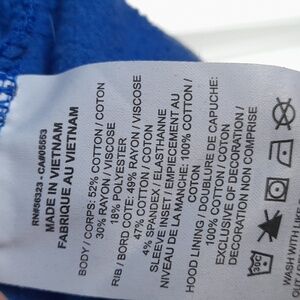 RN#56323 - CA#05553
MADE IN VIETNAM
FABRIQUE AU VIETNAM
BODY / CORPS: 52% COTTON / COTON
30% RAYON / VISCOSE
18% POLYESTER
RIB / BORD COTE: 49% RAYON / VISCOSE
47% COTTON / COTON
4% SPANDEX / ELASTHANNE
SLEEVE INSET / EMPIECEMENT AU
NIVEAU DE LA MANCHE: 100% COTTON /
COTON
HOOD LINING / DOUBLURE DE CAPUCHE:
100% COTTON / COTON
EXCLUSIVE OF DECORATION /
DECORATION NON COMPRISE
30°C
WASH WITH